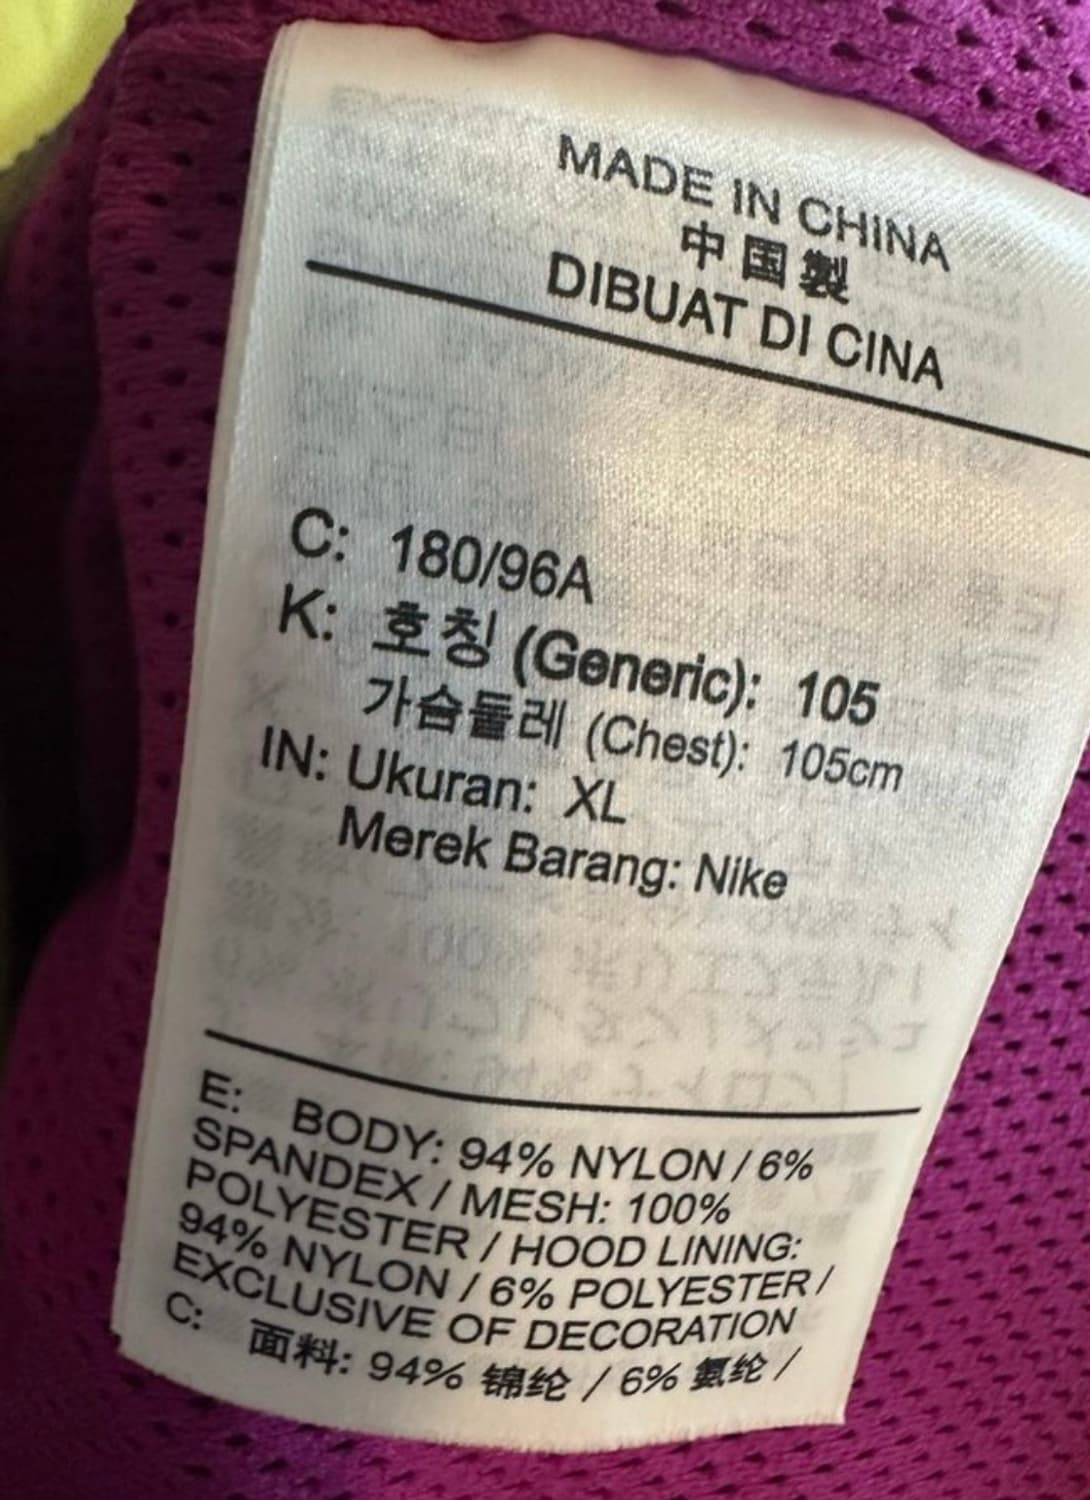 MADE IN CHINA
中国製
DIBUAT DI CINA
C: 180/96A
K: 호칭 (Generic): 105
가슴둘레 (Chest): 105cm
IN: Ukuran: XL
Merek Barang: Nike
E: BODY: 94% NYLON / 6%
SPANDEX / MESH: 100%
POLYESTER / HOOD LINING:
94% NYLON / 6% POLYESTER /
EXCLUSIVE OF DECORATION
C: 面料: 94% 锦纶 / 6% 氨纶 /